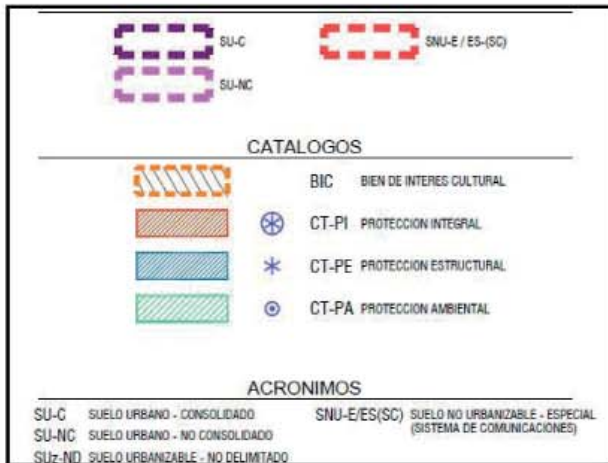 SU-C
SNU-E / ES-(SC)
SU-NC
CATALOGOS
BIC BIEN DE INTERES CULTURAL
CT-PI PROTECCION INTEGRAL
CT-PE PROTECCION ESTRUCTURAL
CT-PA PROTECCION AMBIENTAL
ACRONIMOS
SU-C SUELO URBANO - CONSOLIDADO
SNU-E/ES(SC) SUELO NO URBANIZABLE - ESPECIAL
(SISTEMA DE COMUNICACIONES)
SU-NC SUELO URBANO - NO CONSOLIDADO
SUz-ND SUELO URBANIZABLE - NO DELIMITADO